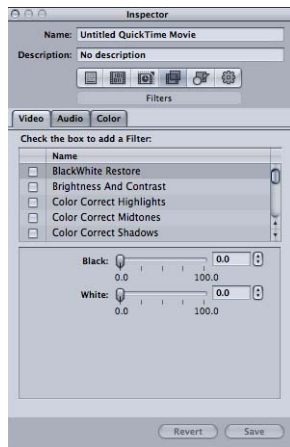 Inspector
Name: Untitled QuickTime Movie
Description: No description
Filters
Video Audio Color
Check the box to add a Filter:
Name
BlackWhite Restore
Brightness And Contrast
Color Correct Highlights
Color Correct Midtones
Color Correct Shadows
Black: 0.0
0.0 100.0
White: 0.0
0.0 100.0
Revert Save